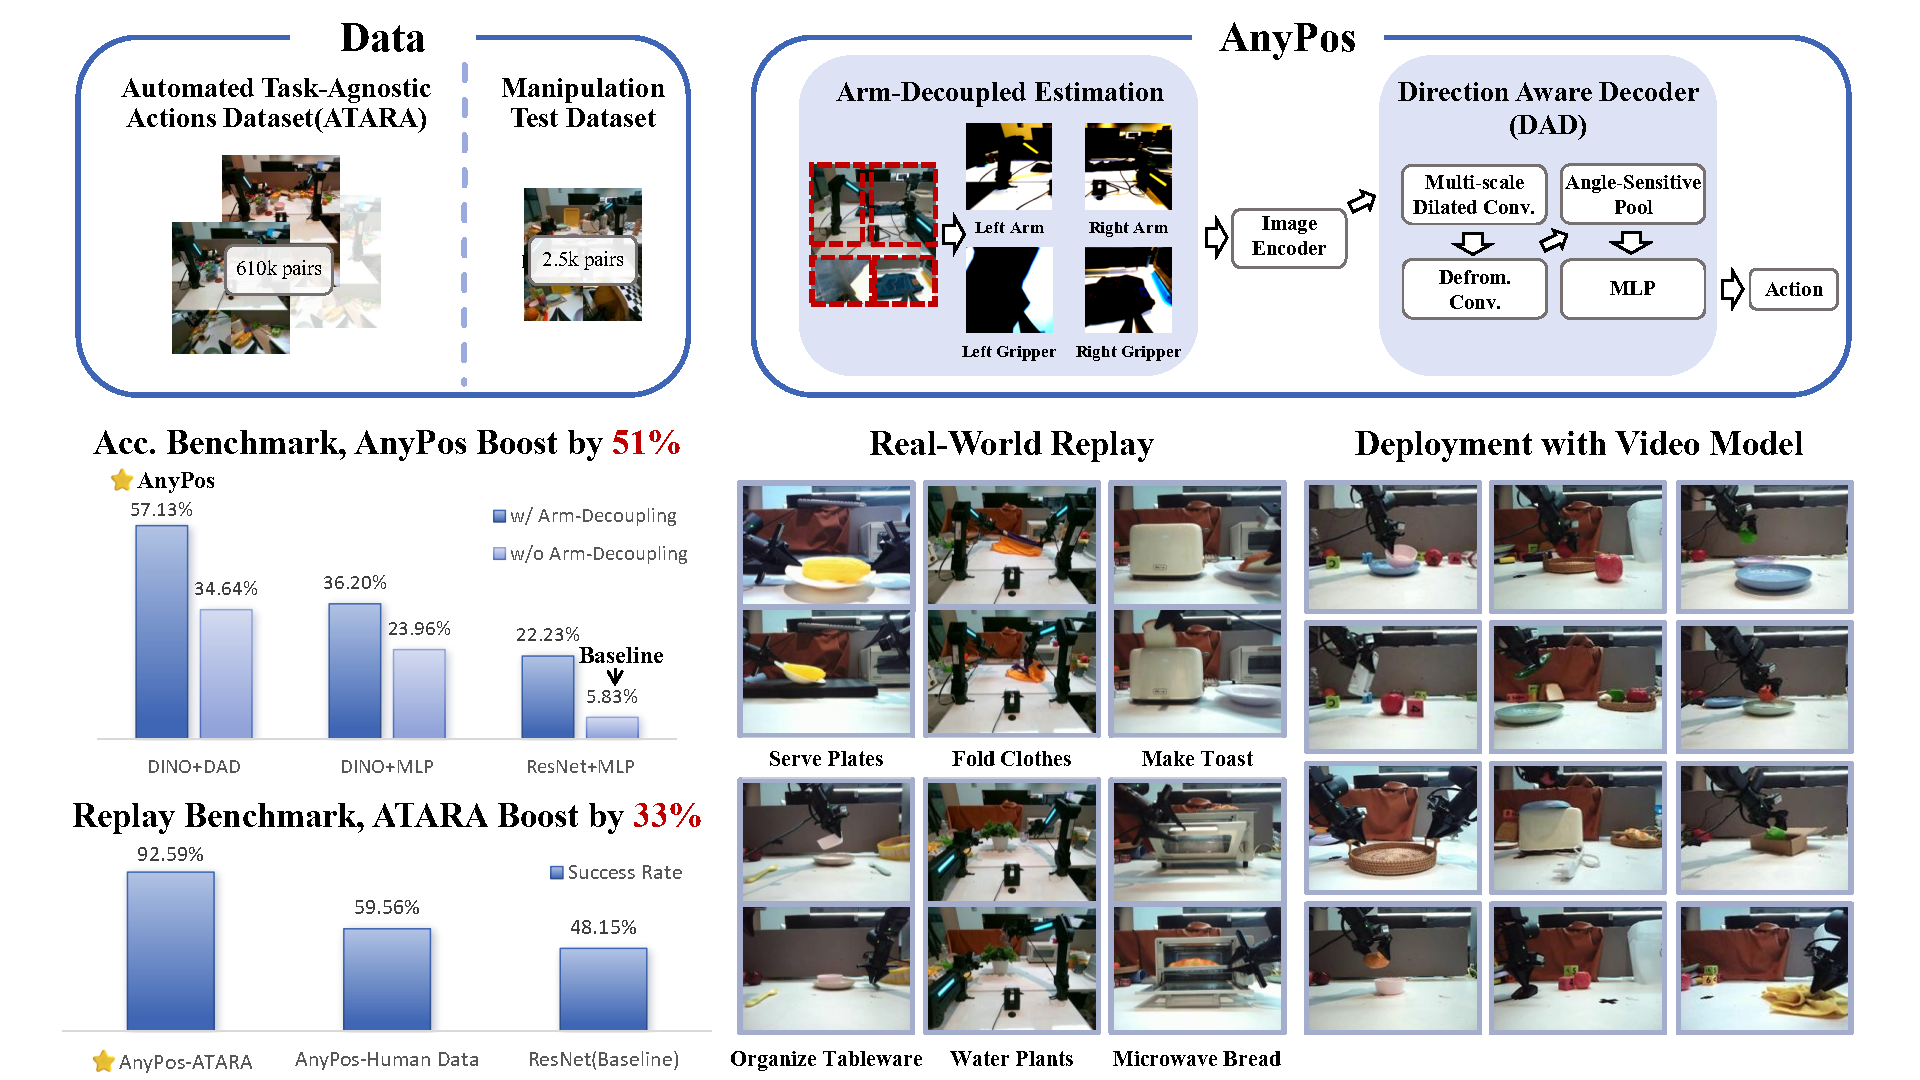 Data
Automated Task-Agnostic
Actions Dataset(ATARA)
610k pairs
Manipulation
Test Dataset
2.5k pairs
AnyPos
Arm-Decoupled Estimation
Left Arm
Right Arm
Left Gripper
Right Gripper
Image
Encoder
Direction Aware Decoder
(DAD)
Multi-scale
Dilated Conv.
Angle-Sensitive
Pool
Defrom.
Conv.
MLP
Action
Acc. Benchmark, AnyPos Boost by 51%
AnyPos
57.13%
34.64%
36.20%
23.96%
22.23%
Baseline
5.83%
w/ Arm-Decoupling
w/o Arm-Decoupling
DINO+DAD
DINO+MLP
ResNet+MLP
Replay Benchmark, ATARA Boost by 33%
92.59%
59.56%
48.15%
Success Rate
AnyPos-ATARA
AnyPos-Human Data
ResNet(Baseline)
Real-World Replay
Serve Plates
Fold Clothes
Make Toast
Organize Tableware
Water Plants
Microwave Bread
Deployment with Video Model